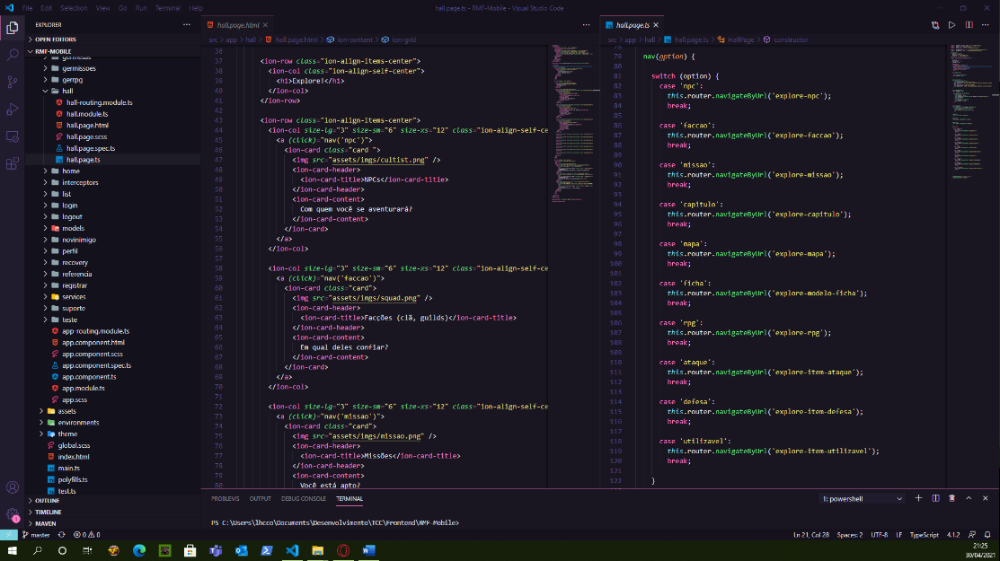 File Edit Selection View Go Run Terminal Help
hall.page.ts - RMF-Mobile - Visual Studio Code
EXPLORER
OPEN EDITORS
RMF-MOBILE
germissoes
gerrpg
hall
hall-routing.module.ts
hall.module.ts
hall.page.html
hall.page.scss
hall.page.spec.ts
hall.page.ts
home
interceptors
list
login
logout
models
novinimigo
perfil
recovery
referencia
registrar
services
suporte
teste
app-routing.module.ts
app.component.html
app.component.scss
app.component.spec.ts
app.component.ts
app.module.ts
app.scss
assets
environments
theme
global.scss
index.html
main.ts
polyfills.ts
test.ts
OUTLINE
TIMELINE
MAVEN
hall.page.html
src > app > hall > hall.page.html > ion-content > ion-grid
36
37 <ion-row class="ion-align-items-center">
38 <ion-col class="ion-align-self-center">
39 <h1>Explore!</h1>
40 </ion-col>
41 </ion-row>
42
43 <ion-row class="ion-align-items-center">
44 <ion-col size-lg="3" size-sm="6" size-xs="12" class="ion-align-self-ce
45 <a (click)="nav('npc')">
46 <ion-card class="card ">
47 <img src="assets/imgs/cultist.png" />
48 <ion-card-header>
49 <ion-card-title>NPCs</ion-card-title>
50 </ion-card-header>
51 <ion-card-content>
52 Com quem você se aventurará?
53 </ion-card-content>
54 </ion-card>
55 </a>
56 </ion-col>
57
58 <ion-col size-lg="3" size-sm="6" size-xs="12" class="ion-align-self-ce
59 <a (click)="nav('faccao')">
60 <ion-card class="card">
61 <img src="assets/imgs/squad.png" />
62 <ion-card-header>
63 <ion-card-title>Facções (clã, guilds)</ion-card-title>
64 </ion-card-header>
65 <ion-card-content>
66 Em qual deles confiar?
67 </ion-card-content>
68 </ion-card>
69 </a>
70 </ion-col>
71
72 <ion-col size-lg="3" size-sm="6" size-xs="12" class="ion-align-self-ce
73 <a (click)="nav('missao')">
74 <ion-card class="card">
75 <img src="assets/imgs/missao.png" />
76 <ion-card-header>
77 <ion-card-title>Missões</ion-card-title>
78 </ion-card-header>
79 <ion-card-content>
80 Você está apto?
hall.page.ts
src > app > hall > hall.page.ts > HallPage > constructor
79 nav(option) {
80
81 switch (option) {
82 case 'npc':
83 this.router.navigateByUrl('explore-npc');
84 break;
85
86 case 'faccao':
87 this.router.navigateByUrl('explore-faccao');
88 break;
89
90 case 'missao':
91 this.router.navigateByUrl('explore-missao');
92 break;
93
94 case 'capitulo':
95 this.router.navigateByUrl('explore-capitulo');
96 break;
97
98 case 'mapa':
99 this.router.navigateByUrl('explore-mapa');
100 break;
101
102 case 'ficha':
103 this.router.navigateByUrl('explore-modelo-ficha');
104 break;
105
106 case 'rpg':
107 this.router.navigateByUrl('explore-rpg');
108 break;
109
110 case 'ataque':
111 this.router.navigateByUrl('explore-item-ataque');
112 break;
113
114 case 'defesa':
115 this.router.navigateByUrl('explore-item-defesa');
116 break;
117
118 case 'utilizavel':
119 this.router.navigateByUrl('explore-item-utilizavel');
120 break;
121
122 }
PROBLEMS OUTPUT DEBUG CONSOLE TERMINAL
1: powershell
PS C:\Users\lhcco\Documents\Desenvolvimento\TCC\Frontend\RMF-Mobile>
master 0 0
Ln 21, Col 28 Spaces: 2 UTF-8 LF TypeScript 4.1.2
21:25
30/04/2021